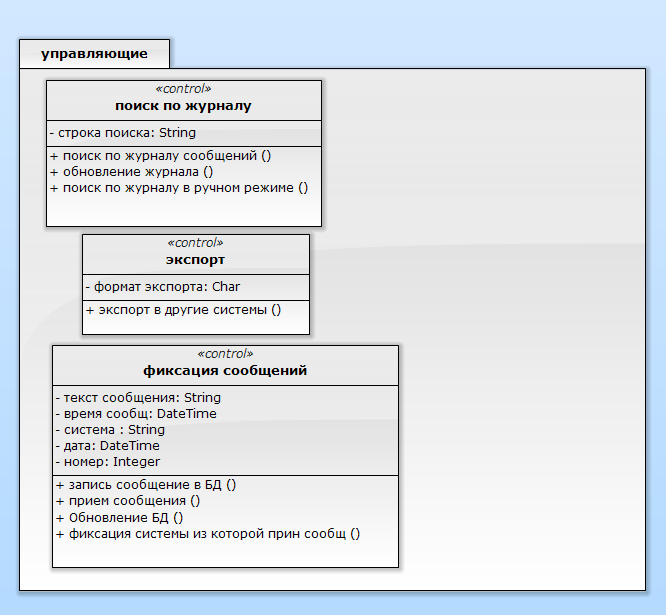 управляющие
«control»
поиск по журналу
- строка поиска: String
+ поиск по журналу сообщений ()
+ обновление журнала ()
+ поиск по журналу в ручном режиме ()
«control»
экспорт
- формат экспорта: Char
+ экспорт в другие системы ()
«control»
фиксация сообщений
- текст сообщения: String
- время сообщ: DateTime
- система : String
- дата: DateTime
- номер: Integer
+ запись сообщение в БД ()
+ прием сообщения ()
+ Обновление БД ()
+ фиксация системы из которой прин сообщ ()